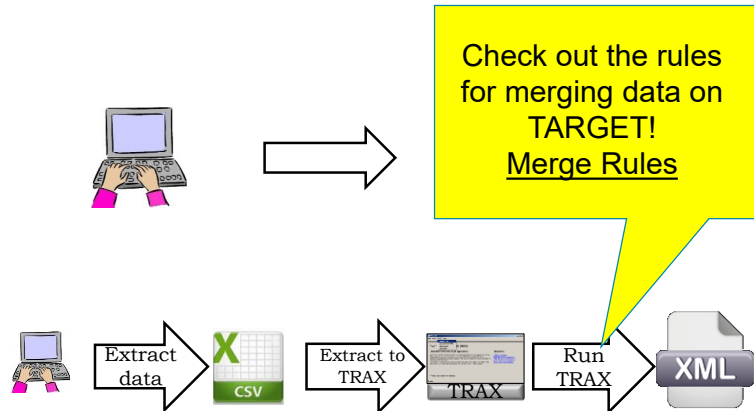 Check out the rules
for merging data on
TARGET!
Merge Rules
Extract
data
X
CSV
Extract to
TRAX
TRAX
Run
TRAX
XML